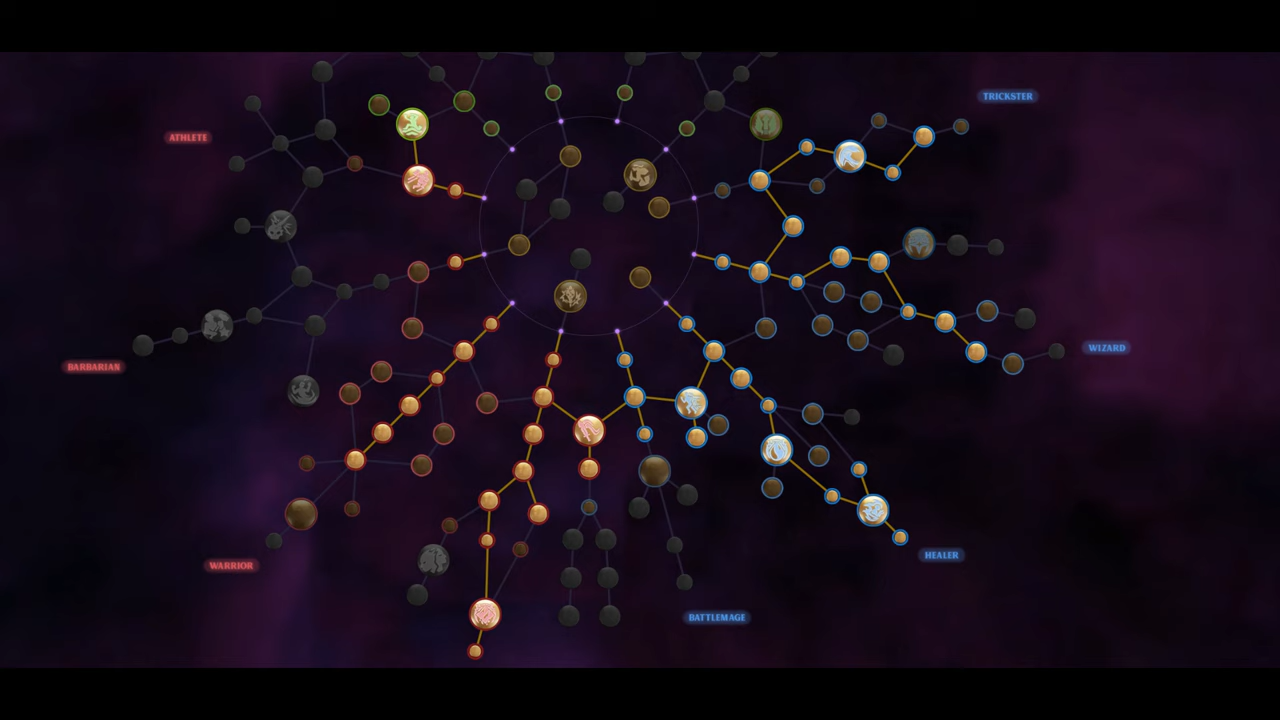 TRICKSTER
ATHLETE
WIZARD
BARBARIAN
HEALER
WARRIOR
BATTLEMAGE